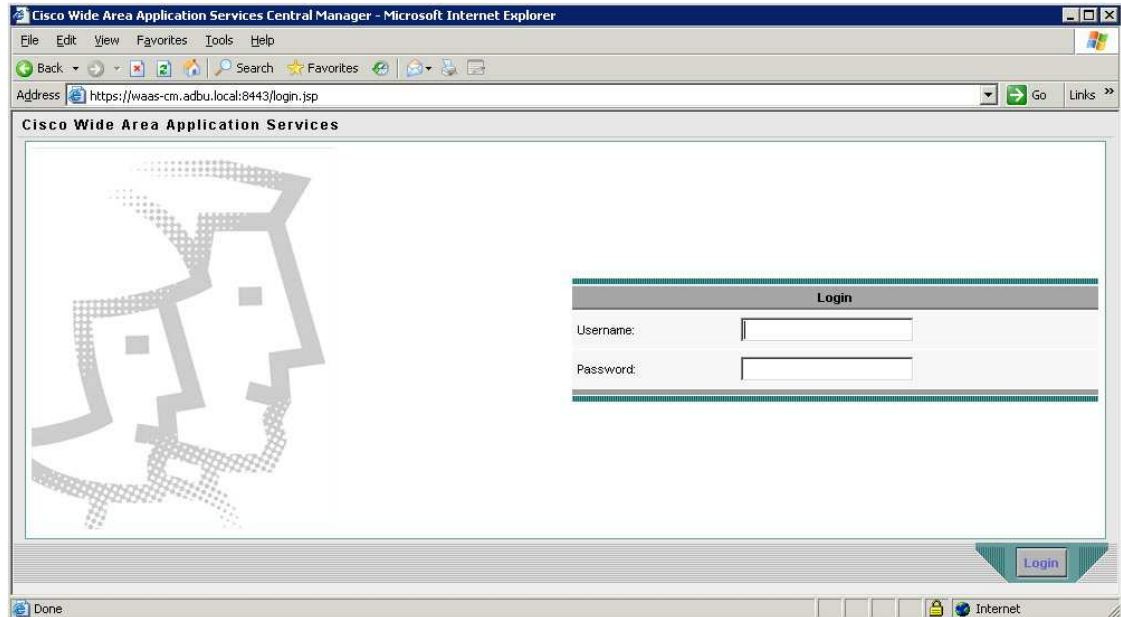 Cisco Wide Area Application Services Central Manager - Microsoft Internet Explorer
File Edit View Favorites Tools Help
Back Search Favorites
Address https://waas-cm.adbu.local:8443/login.jsp Go Links »
Cisco Wide Area Application Services
Login
Username:
Password:
Login
Done Internet